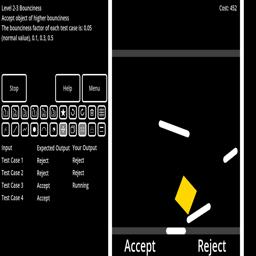 Level 2-3 Bounciness
Cost: 452
Accept object of higher bounciness
The bounciness factor of each test case is: 0.05
(normal value), 0.1, 0.3, 0.5
Stop Help Menu
Input Expected Output Your Output
Test Case 1 Reject Reject
Test Case 2 Reject Reject
Test Case 3 Accept Running
Test Case 4 Accept
Accept Reject